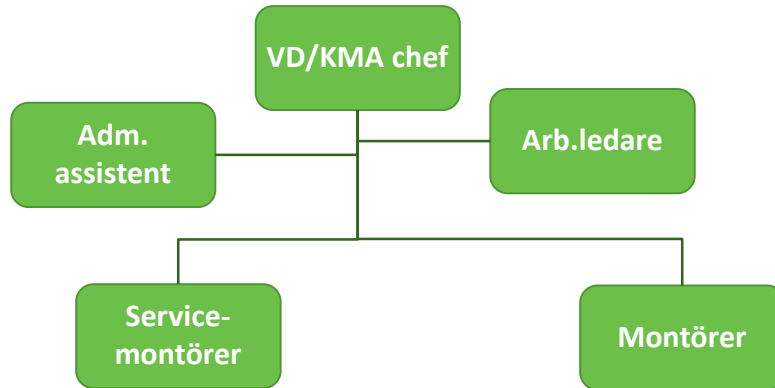 VD/KMA chef
Adm.
assistent
Arb.ledare
Service-
montörer
Montörer